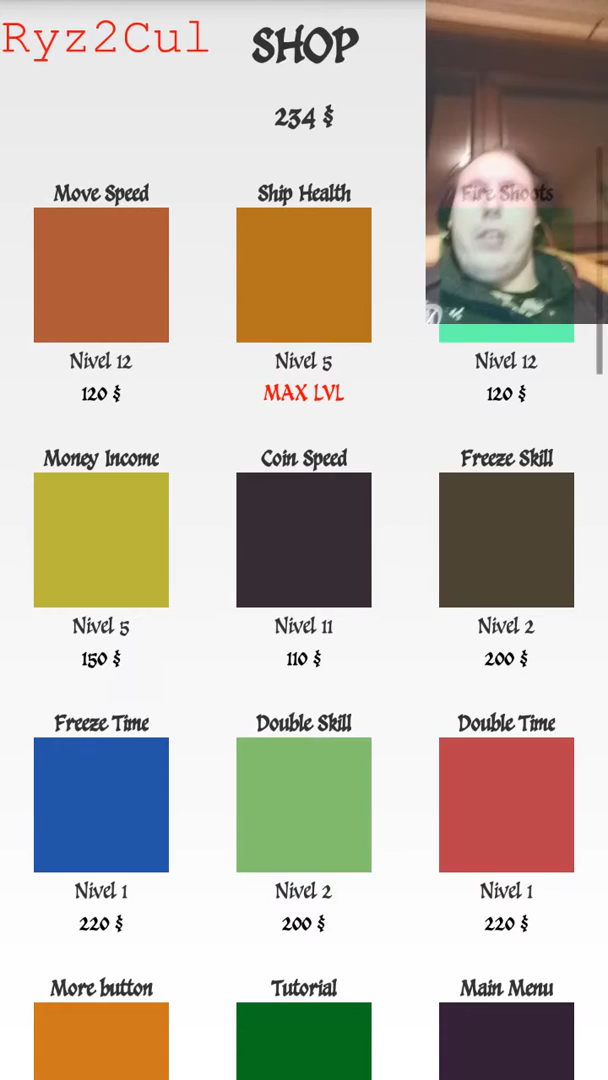 Ryz2Cul
SHOP
234 $
Move Speed
Ship Health
Fire Shoots
Nivel 12
Nivel 5
Nivel 12
120 $
MAX LVL
120 $
Money Income
Coin Speed
Freeze Skill
Nivel 5
Nivel 11
Nivel 2
150 $
110 $
200 $
Freeze Time
Double Skill
Double Time
Nivel 1
Nivel 2
Nivel 1
220 $
200 $
220 $
More button
Tutorial
Main Menu